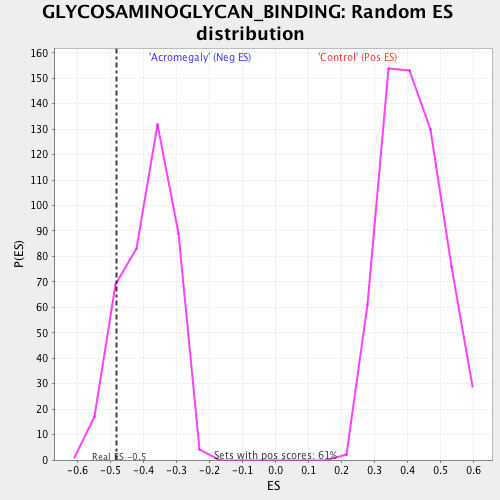 GLYCOSAMINOGLYCAN_BINDING: Random ES
distribution
'Acromegaly' (Neg ES)
'Control' (Pos ES)
160
150
140
130
120
110
100
90
80
70
60
50
40
30
20
10
0
P(ES)
Real ES -0.5
Sets with pos scores: 61%
-0.6 -0.5 -0.4 -0.3 -0.2 -0.1 0.0 0.1 0.2 0.3 0.4 0.5 0.6
ES